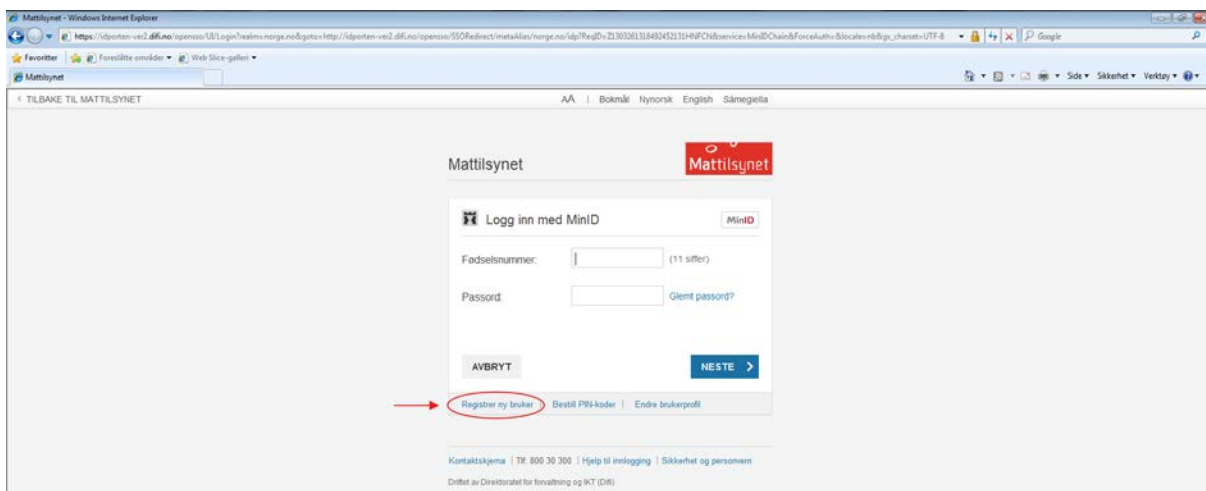 Mattilsynet - Windows Internet Explorer
Google
Favoritter Foreslåtte områder Web Slice-galleri
Mattilsynet Side Sikkerhet Verktøy
< TILBAKE TIL MATTILSYNET AA | Bokmål Nynorsk English Sámegiella
Mattilsynet Mattilsynet
Logg inn med MinID MinID
Fødselsnummer: (11 siffer)
Passord: Glemt passord?
AVBRYT NESTE
Registrer ny bruker | Bestill PIN-koder | Endre brukerprofil
Kontaktskjema | Tlf: 800 30 300 | Hjelp til innlogging | Sikkerhet og personvern
Driftet av Direktoratet for forvaltning og IKT (Difi)